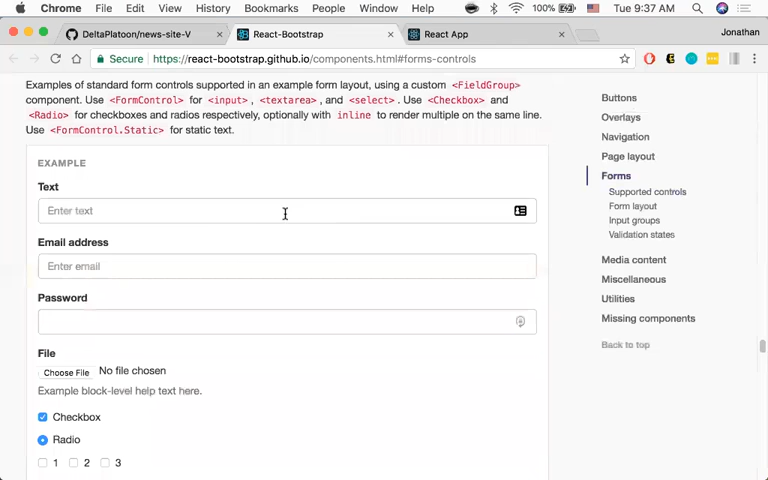 Chrome File Edit View History Bookmarks People Window Help 100% Tue 9:37 AM
DeltaPlatoon/news-site-V React-Bootstrap React App Jonathan
Secure https://react-bootstrap.github.io/components.html#forms-controls
Examples of standard form controls supported in an example form layout, using a custom <FieldGroup>
component. Use <FormControl> for <input>, <textarea>, and <select>. Use <Checkbox> and
<Radio> for checkboxes and radios respectively, optionally with inline to render multiple on the same line.
Use <FormControl.Static> for static text.
EXAMPLE
Text
Enter text
Email address
Enter email
Password
File
Choose File No file chosen
Example block-level help text here.
Checkbox
Radio
1 2 3
Buttons
Overlays
Navigation
Page layout
Forms
Supported controls
Form layout
Input groups
Validation states
Media content
Miscellaneous
Utilities
Missing components
Back to top